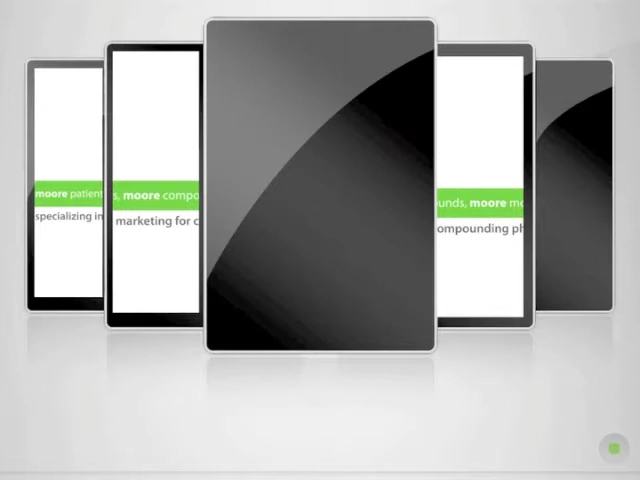 moore patient
specializing in
s, moore compo
marketing for c
ounds, moore mo
ompounding ph